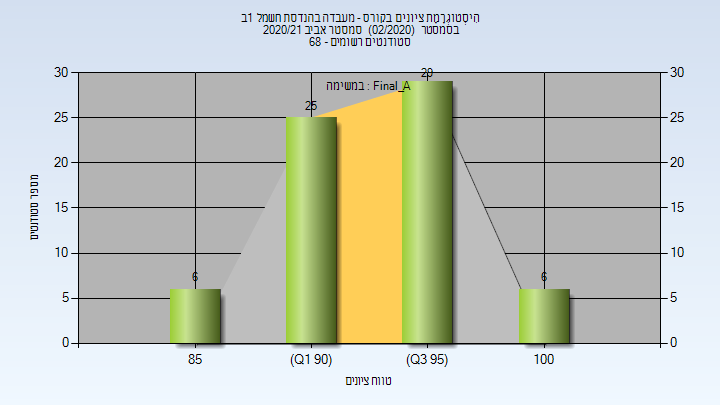 הִיסְטוֹגְרָמַת ציונים בקורס - מעבדה בהנדסת חשמל 1ב
בסמסטר (02/2020) סמסטר אביב 2020/21
סטודנטים רשומים - 68
במשימה : Final_A
30 29 30
25 25 25
20 20
15 15
10 10
5 6 6 5
0 0
מספר סטודנטים
85 (Q1 90) (Q3 95) 100
טווח ציונים